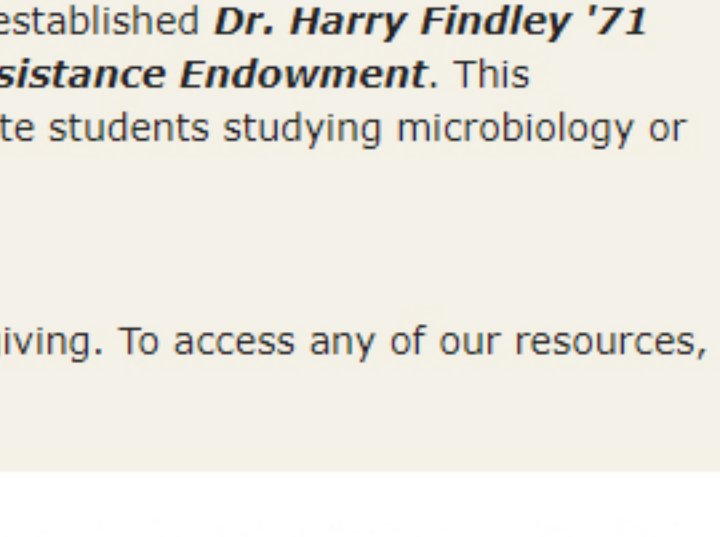 established Dr. Harry Findley '71
sistance Endowment. This
te students studying microbiology or
iving. To access any of our resources,